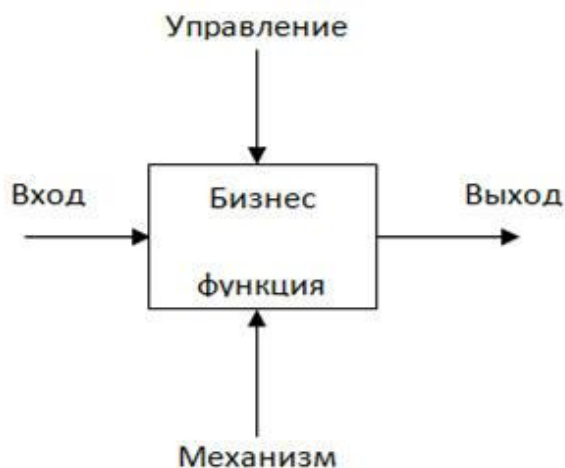 Управление
Вход
Бизнес
Выход
функция
Механизм